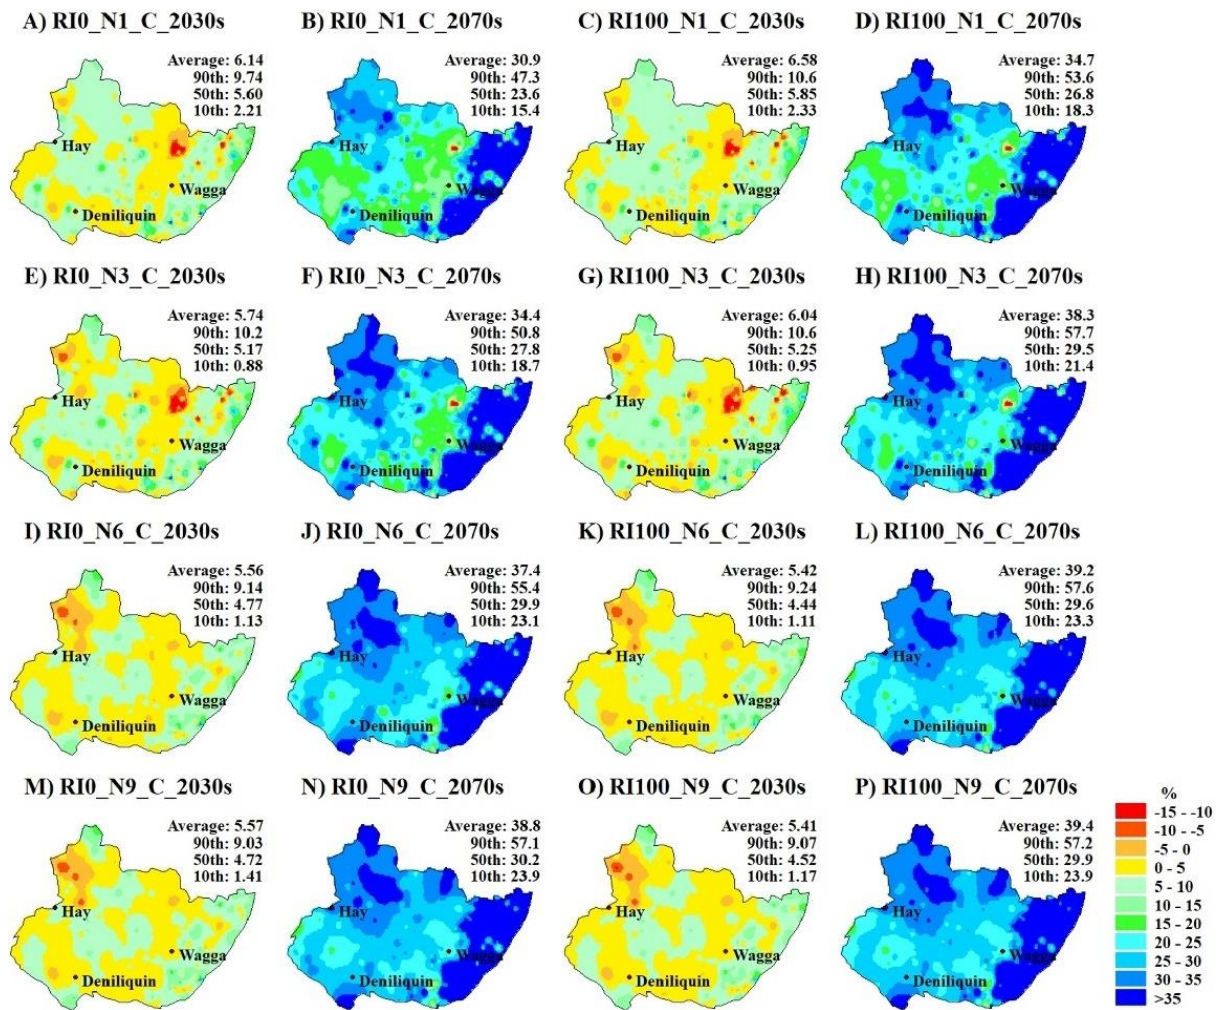 A) RI0_N1_C_2030s
Average: 6.14
90th: 9.74
50th: 5.60
10th: 2.21
Hay
Wagga
Deniliquin
B) RI0_N1_C_2070s
Average: 30.9
90th: 47.3
50th: 23.6
10th: 15.4
Hay
Wagga
Deniliquin
C) RI100_N1_C_2030s
Average: 6.58
90th: 10.6
50th: 5.85
10th: 2.33
Hay
Wagga
Deniliquin
D) RI100_N1_C_2070s
Average: 34.7
90th: 53.6
50th: 26.8
10th: 18.3
Hay
Wagga
Deniliquin
E) RI0_N3_C_2030s
Average: 5.74
90th: 10.2
50th: 5.17
10th: 0.88
Hay
Wagga
Deniliquin
F) RI0_N3_C_2070s
Average: 34.4
90th: 50.8
50th: 27.8
10th: 18.7
Hay
Wagga
Deniliquin
G) RI100_N3_C_2030s
Average: 6.04
90th: 10.6
50th: 5.25
10th: 0.95
Hay
Wagga
Deniliquin
H) RI100_N3_C_2070s
Average: 38.3
90th: 57.7
50th: 29.5
10th: 21.4
Hay
Wagga
Deniliquin
I) RI0_N6_C_2030s
Average: 5.56
90th: 9.14
50th: 4.77
10th: 1.13
Hay
Wagga
Deniliquin
J) RI0_N6_C_2070s
Average: 37.4
90th: 55.4
50th: 29.9
10th: 23.1
Hay
Wagga
Deniliquin
K) RI100_N6_C_2030s
Average: 5.42
90th: 9.24
50th: 4.44
10th: 1.11
Hay
Wagga
Deniliquin
L) RI100_N6_C_2070s
Average: 39.2
90th: 57.6
50th: 29.6
10th: 23.3
Hay
Wagga
Deniliquin
M) RI0_N9_C_2030s
Average: 5.57
90th: 9.03
50th: 4.72
10th: 1.41
Hay
Wagga
Deniliquin
N) RI0_N9_C_2070s
Average: 38.8
90th: 57.1
50th: 30.2
10th: 23.9
Hay
Wagga
Deniliquin
O) RI100_N9_C_2030s
Average: 5.41
90th: 9.07
50th: 4.52
10th: 1.17
Hay
Wagga
Deniliquin
P) RI100_N9_C_2070s
Average: 39.4
90th: 57.2
50th: 29.9
10th: 23.9
Hay
Wagga
Deniliquin
%
-15 - -10
-10 - -5
-5 - 0
0 - 5
5 - 10
10 - 15
15 - 20
20 - 25
25 - 30
30 - 35
>35